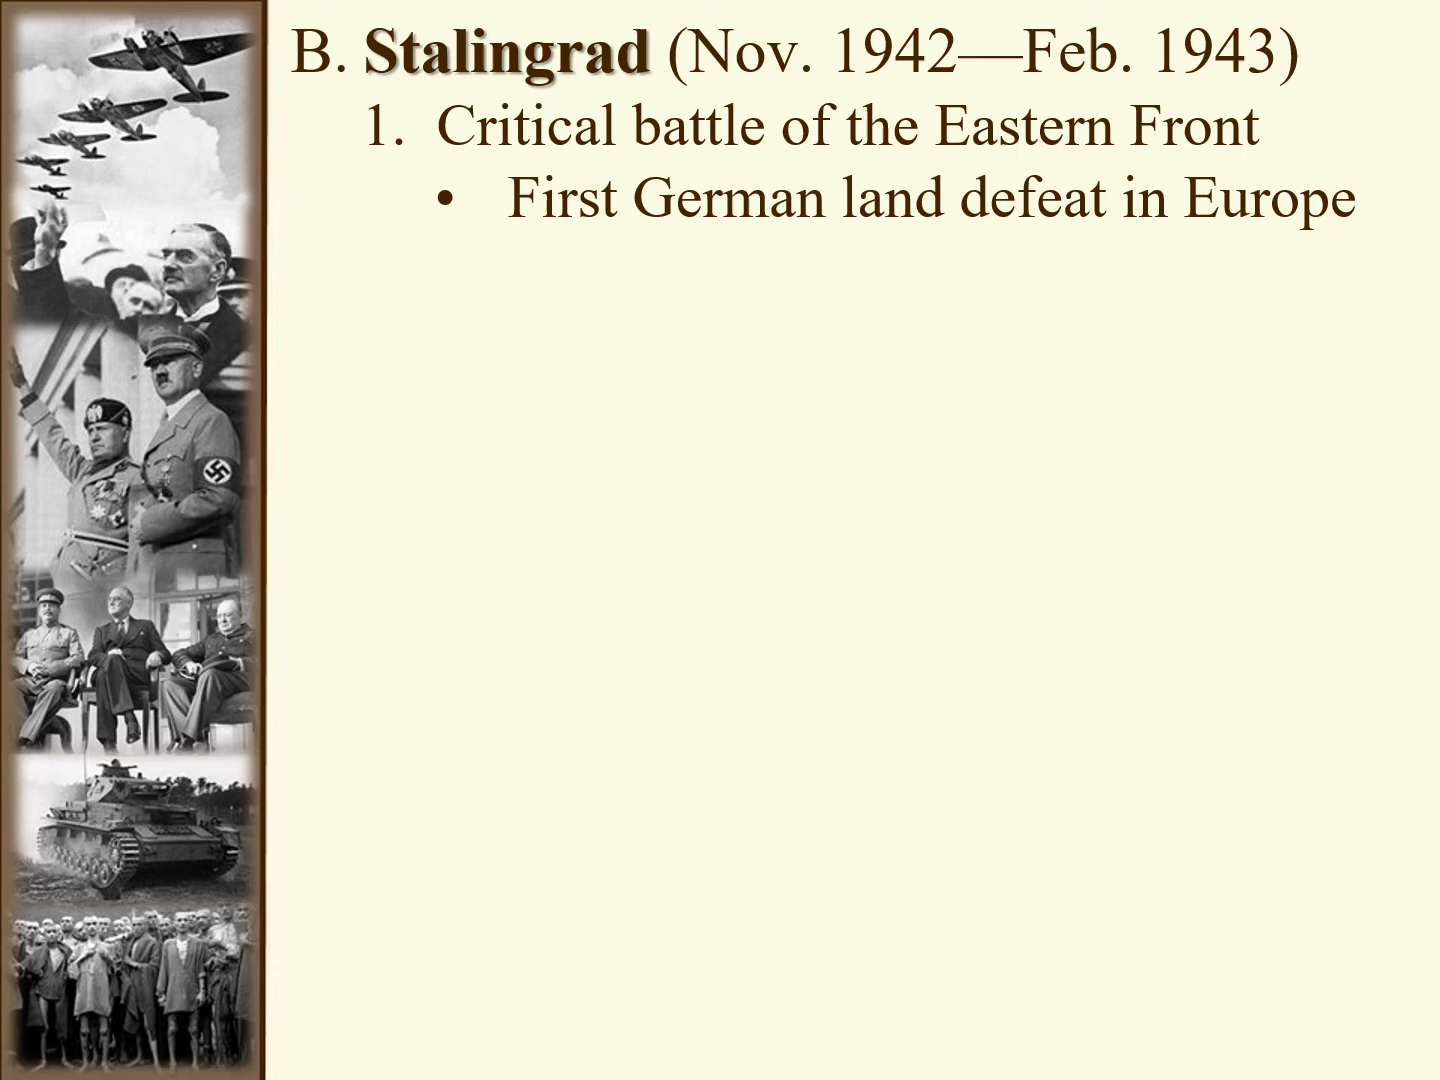 B. Stalingrad (Nov. 1942—Feb. 1943)
1. Critical battle of the Eastern Front
• First German land defeat in Europe